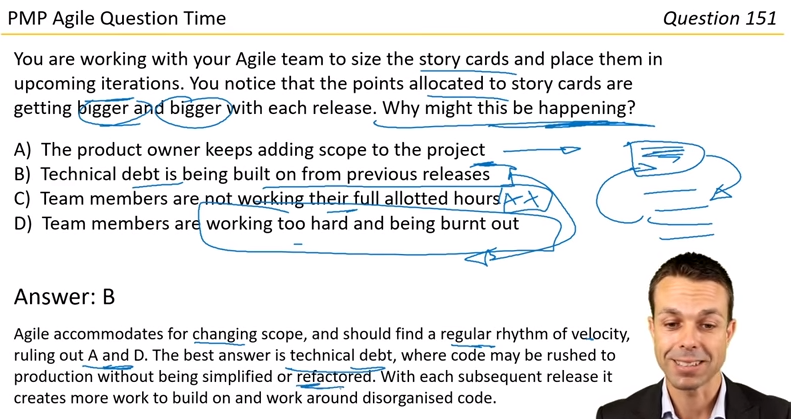 PMP Agile Question Time
Question 151
You are working with your Agile team to size the story cards and place them in
upcoming iterations. You notice that the points allocated to story cards are
getting bigger and bigger with each release. Why might this be happening?
A) The product owner keeps adding scope to the project
B) Technical debt is being built on from previous releases
C) Team members are not working their full allotted hours
D) Team members are working too hard and being burnt out
Answer: B
Agile accommodates for changing scope, and should find a regular rhythm of velocity,
ruling out A and D. The best answer is technical debt, where code may be rushed to
production without being simplified or refactored. With each subsequent release it
creates more work to build on and work around disorganised code.